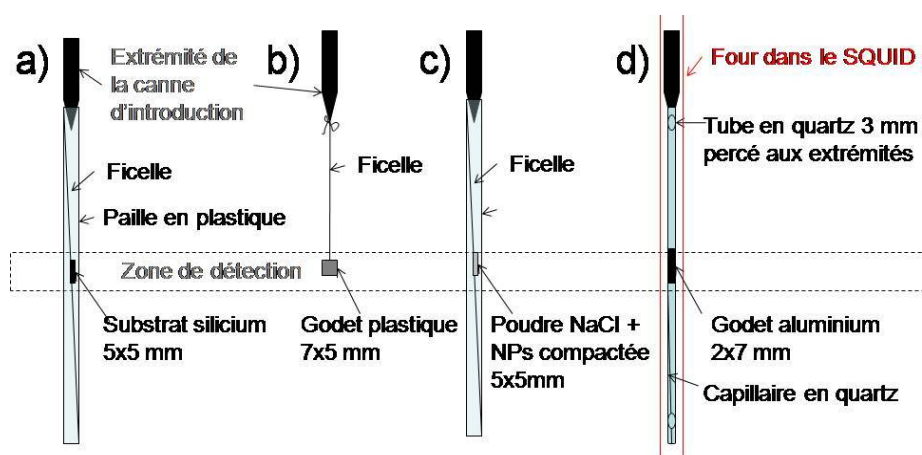 a)
Extrémité de
la canne
d'introduction
b)
c)
d)
Four dans le SQUID
Tube en quartz 3 mm
percé aux extrémités
Ficelle
Paille en plastique
Ficelle
Ficelle
Zone de détection
Substrat silicium
5x5 mm
Godet plastique
7x5 mm
Poudre NaCl +
NPs compactée
5x5mm
Godet aluminium
2x7 mm
Capillaire en quartz